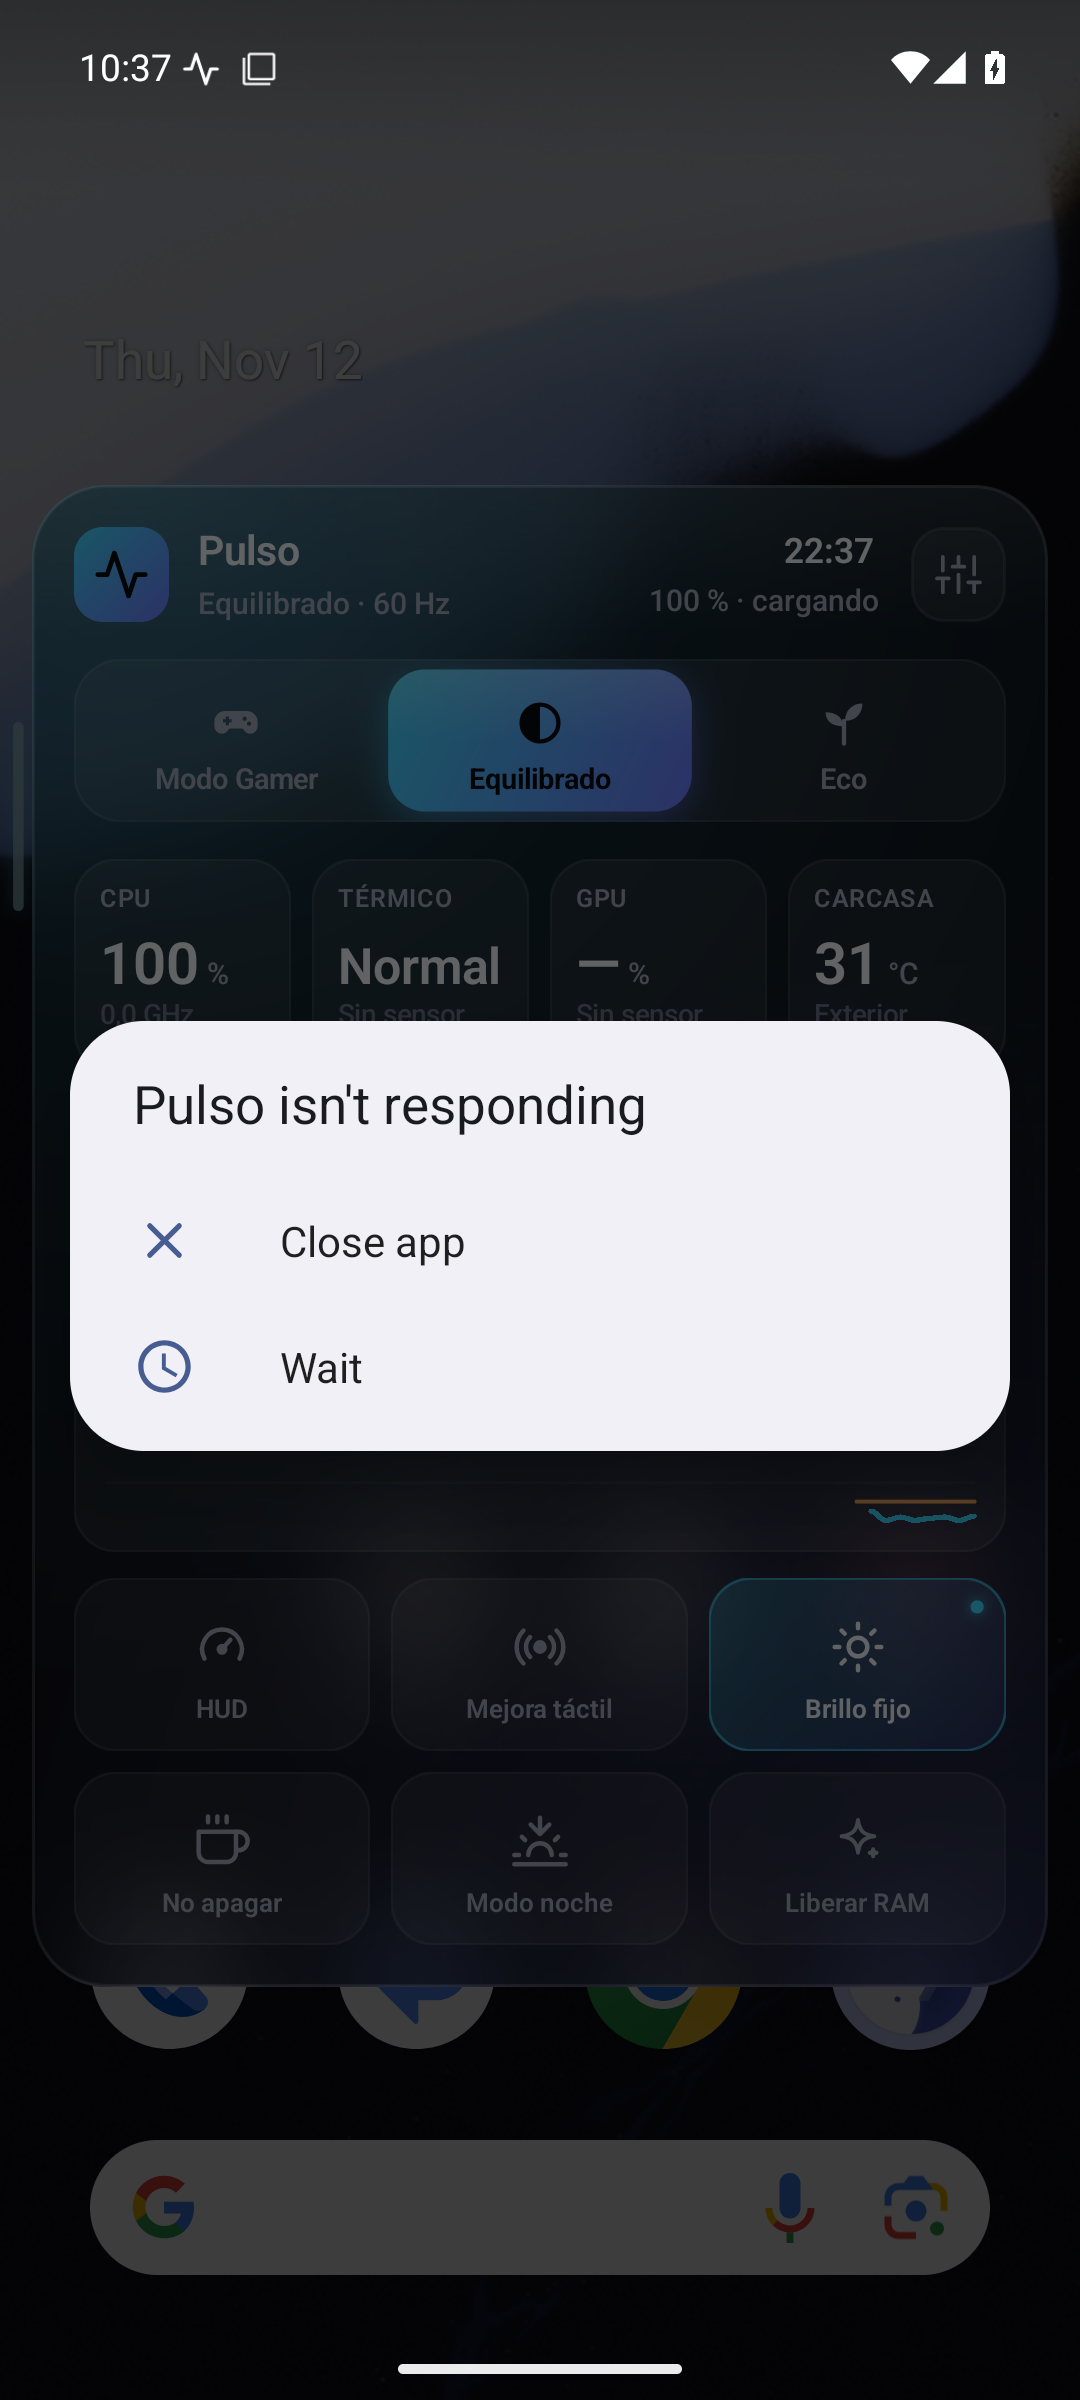 10:37
Thu, Nov 12
Pulso
Equilibrado · 60 Hz
22:37
100 % · cargando
Modo Gamer
Equilibrado
Eco
CPU
100 %
0.0 GHz
TÉRMICO
Normal
Sin sensor
GPU
— %
Sin sensor
CARCASA
31 °C
Exterior
Pulso isn't responding
Close app
Wait
HUD
Mejora táctil
Brillo fijo
No apagar
Modo noche
Liberar RAM